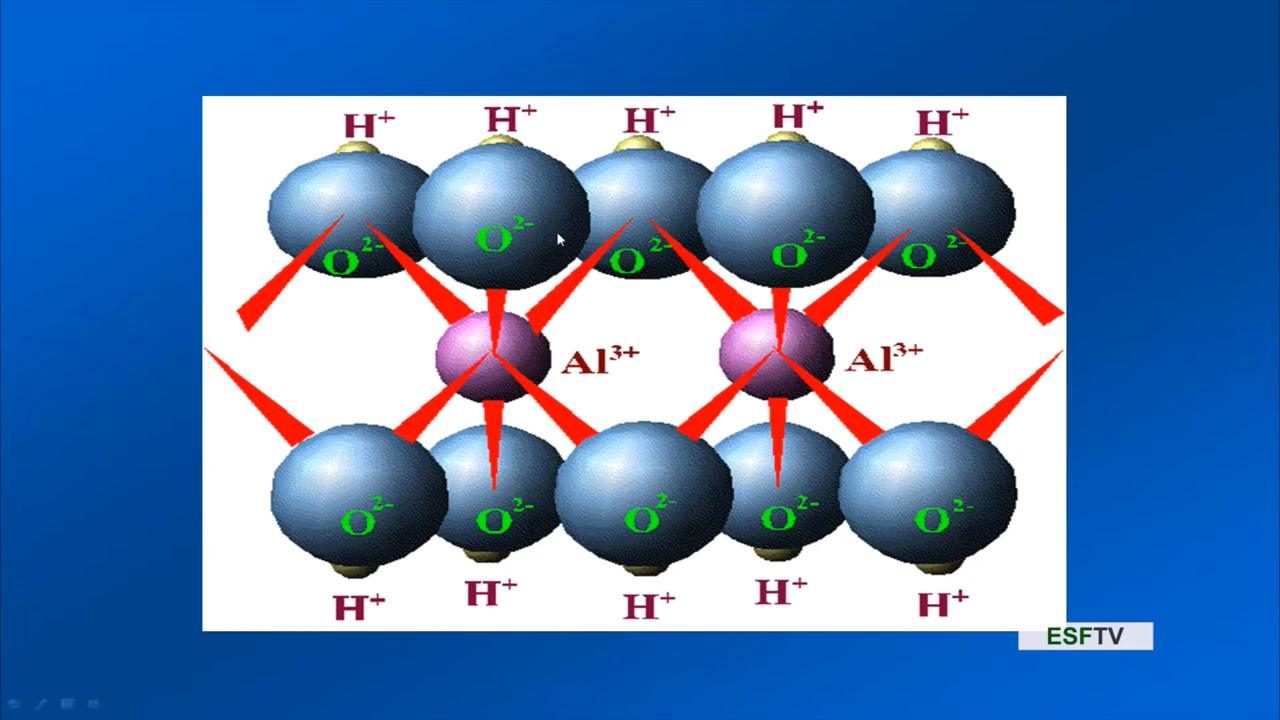 H⁺ H⁺ H⁺ H⁺ H⁺
O²⁻ O²⁻ O²⁻ O²⁻ O²⁻
Al³⁺ Al³⁺
O²⁻ O²⁻ O²⁻ O²⁻ O²⁻
H⁺ H⁺ H⁺ H⁺ H⁺
ESFTV